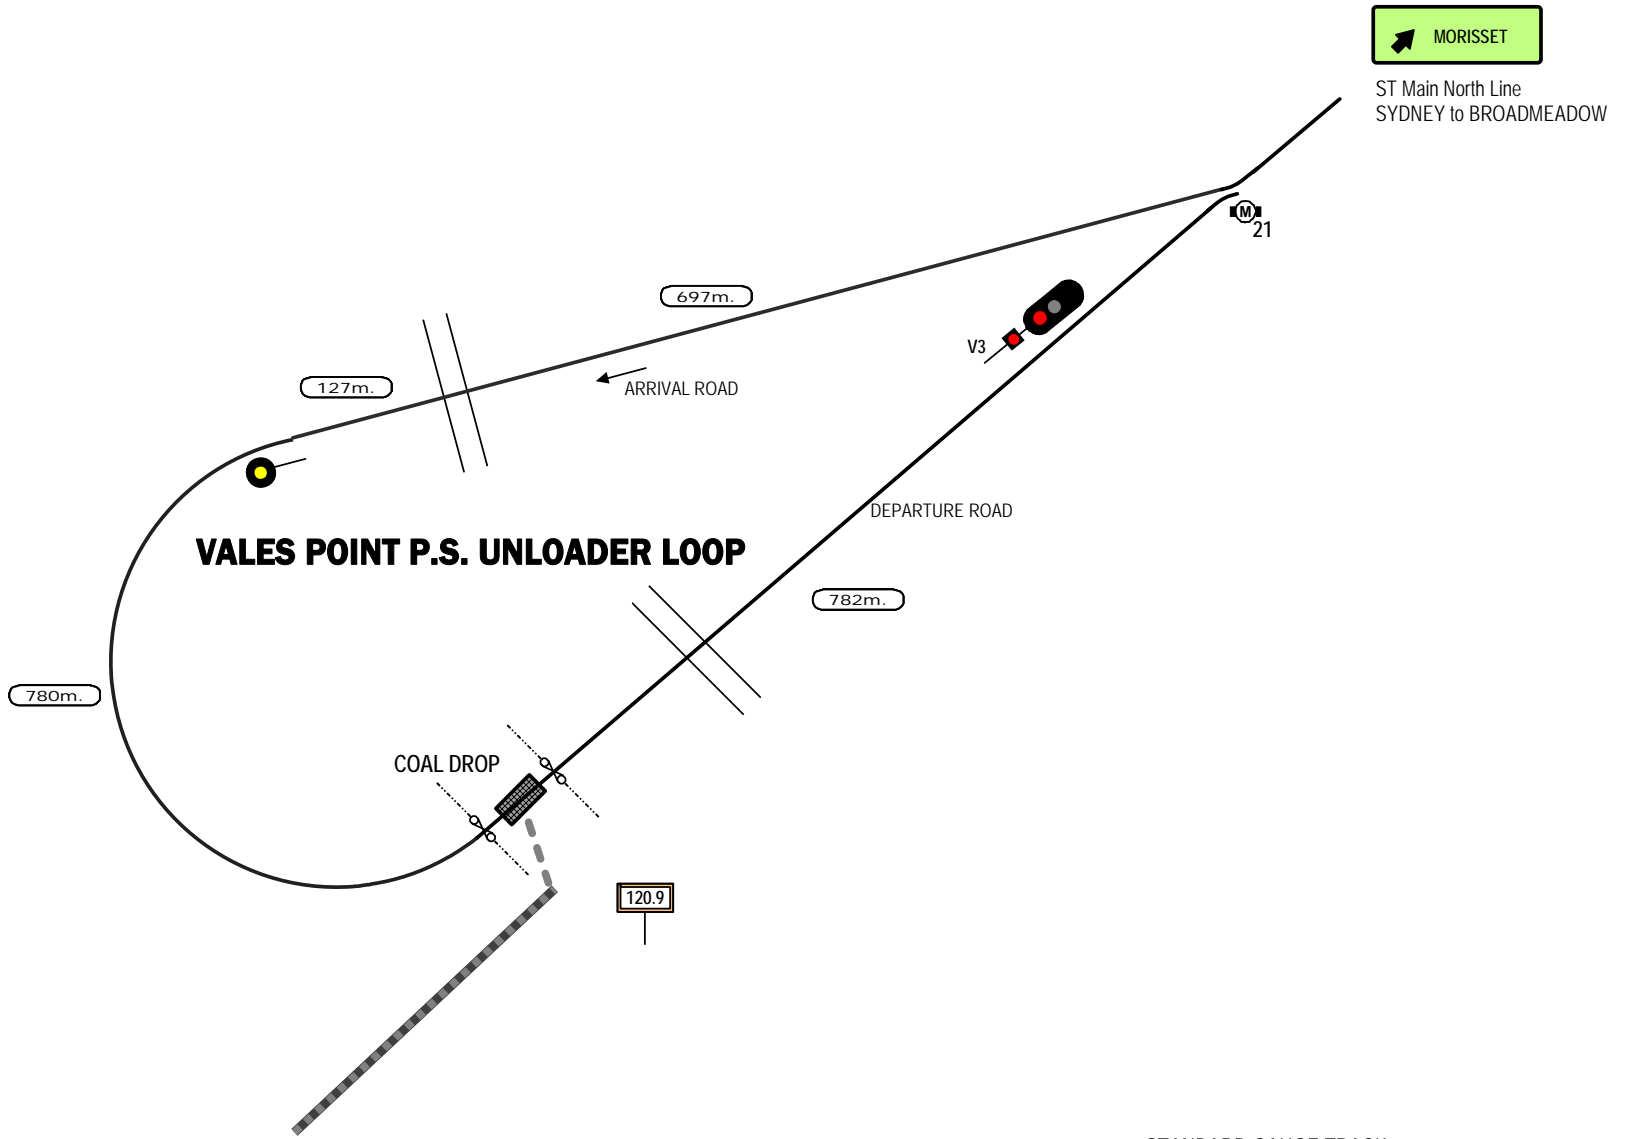 MORISSET
ST Main North Line
SYDNEY to BROADMEADOW
M
21
697m.
V3
127m.
ARRIVAL ROAD
DEPARTURE ROAD
VALES POINT P.S. UNLOADER LOOP
782m.
780m.
COAL DROP
120.9